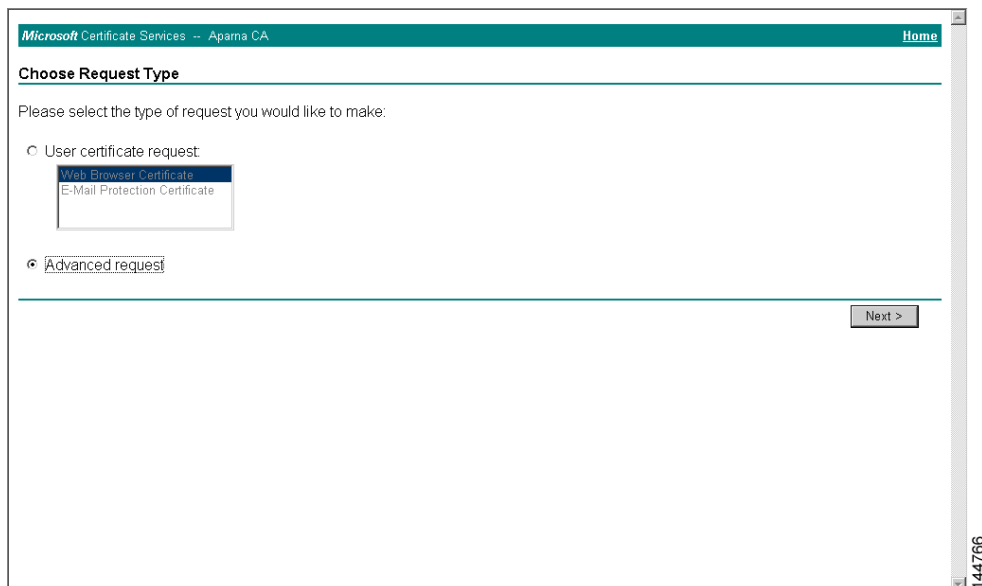 Microsoft Certificate Services -- Aparna CA Home
Choose Request Type
Please select the type of request you would like to make:
User certificate request:
Web Browser Certificate
E-Mail Protection Certificate
Advanced request
Next >
144766